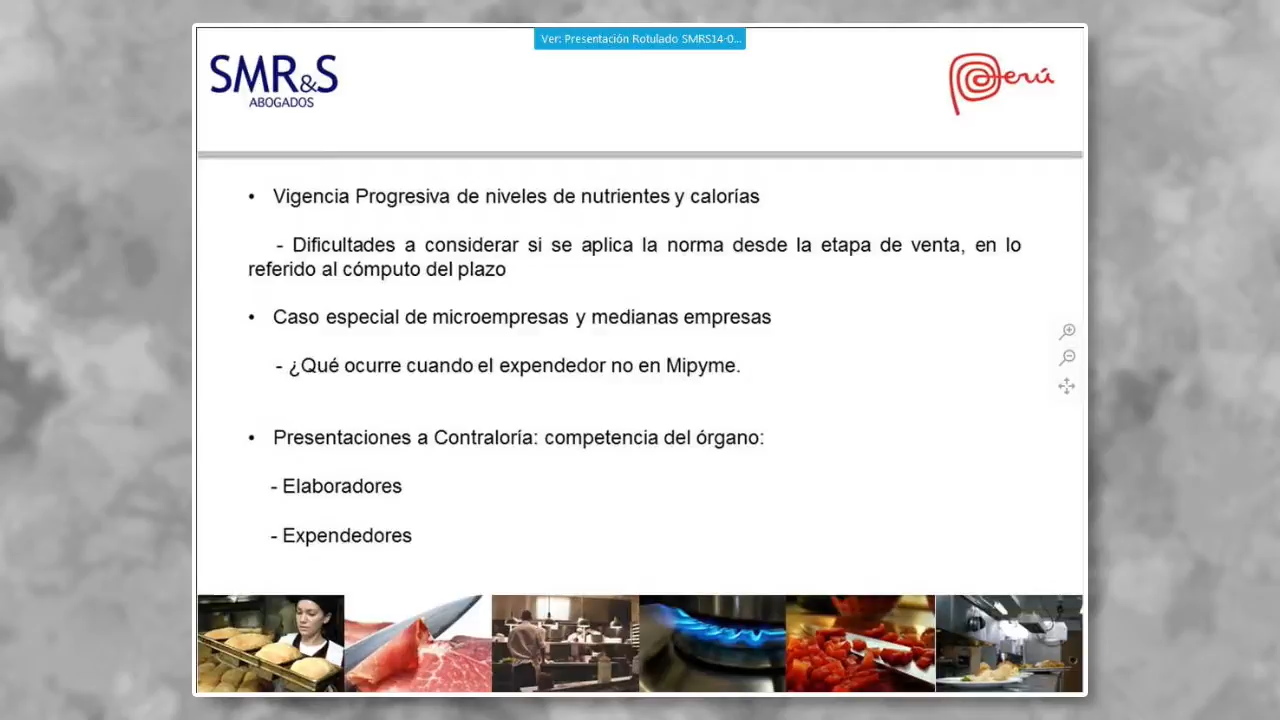 Ver: Presentación Rotulado SMRS14-0...
SMR&S
ABOGADOS
Perú
• Vigencia Progresiva de niveles de nutrientes y calorías
- Dificultades a considerar si se aplica la norma desde la etapa de venta, en lo
referido al cómputo del plazo
• Caso especial de microempresas y medianas empresas
- ¿Qué ocurre cuando el expendedor no en Mipyme.
• Presentaciones a Contraloría: competencia del órgano:
- Elaboradores
- Expendedores